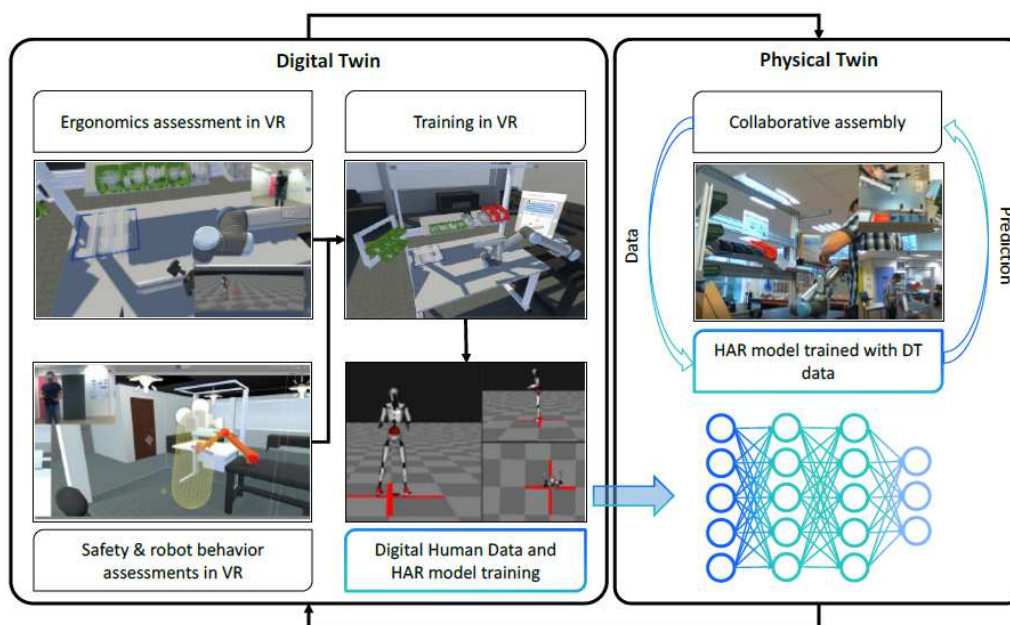 Digital Twin
Ergonomics assessment in VR
Training in VR
Safety & robot behavior
assessments in VR
Digital Human Data and
HAR model training
Physical Twin
Collaborative assembly
Data
Prediction
HAR model trained with DT
data